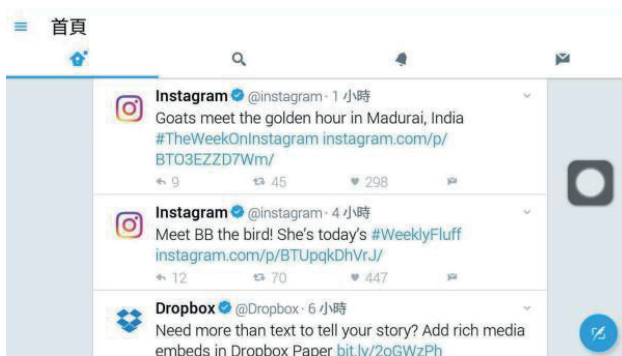 首頁
Instagram @instagram · 1 小時
Goats meet the golden hour in Madurai, India
#TheWeekOnInstagram instagram.com/p/
BTO3EZZD7Wm/
9 45 298
Instagram @instagram · 4 小時
Meet BB the bird! She's today's #WeeklyFluff
instagram.com/p/BTUpqkDhVrJ/
12 70 447
Dropbox @Dropbox · 6 小時
Need more than text to tell your story? Add rich media
embeds in Dropbox Paper bit.ly/2oGWzPh